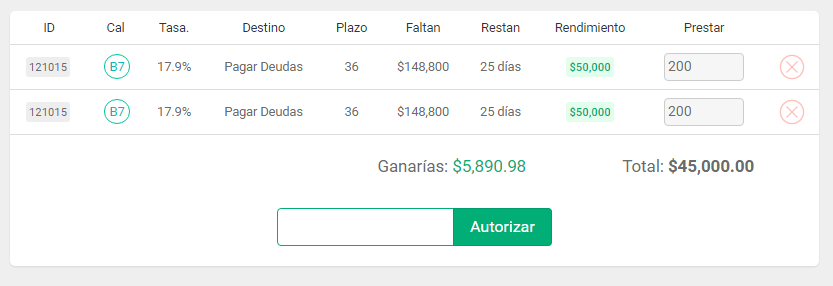 ID Cal Tasa. Destino Plazo Faltan Restan Rendimiento Prestar
121015 B7 17.9% Pagar Deudas 36 $148,800 25 días $50,000 200
121015 B7 17.9% Pagar Deudas 36 $148,800 25 días $50,000 200
Ganarías: $5,890.98 Total: $45,000.00
Autorizar